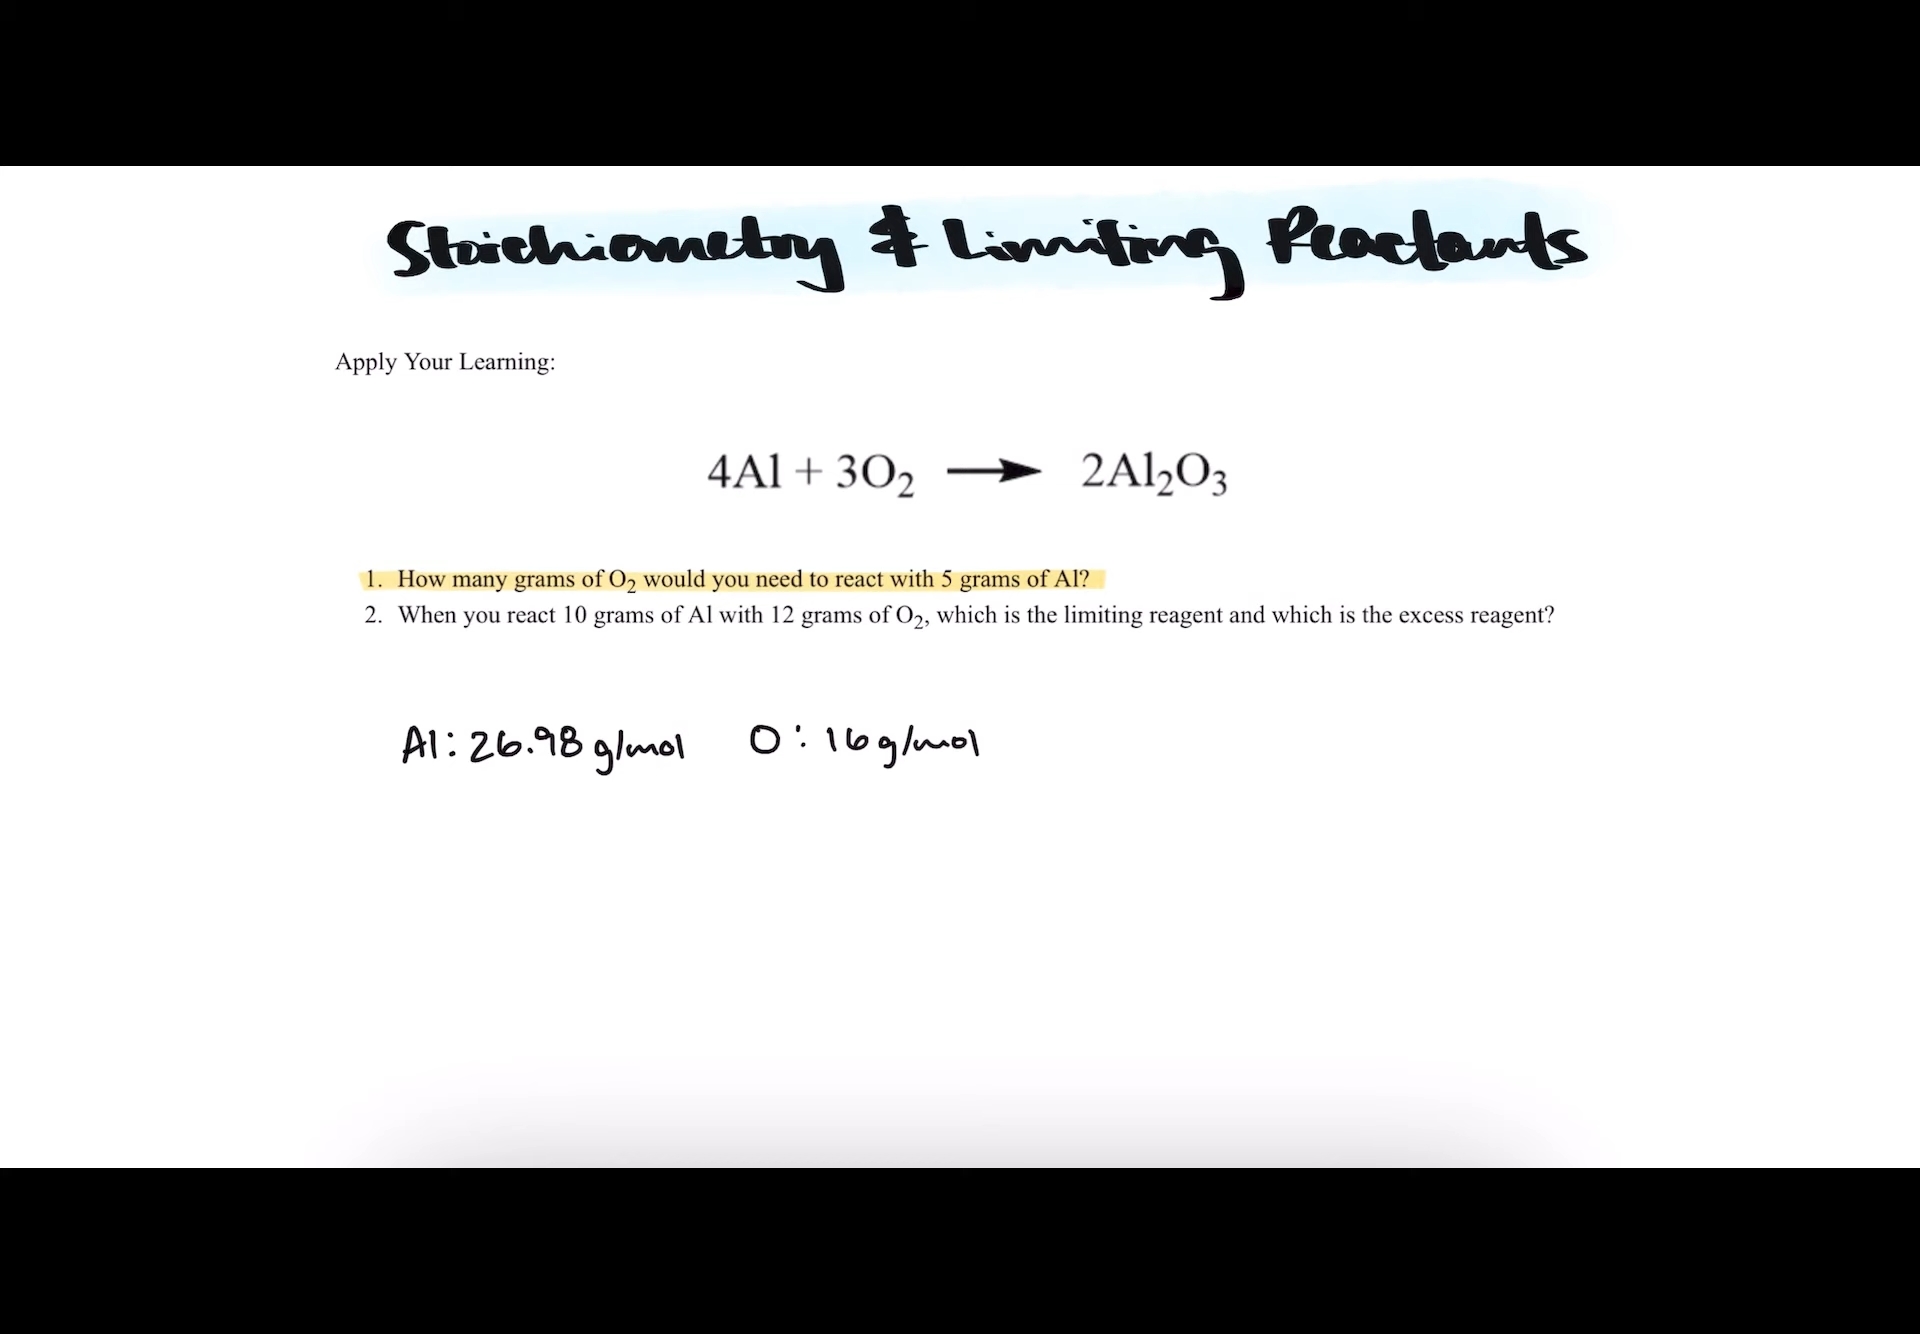 Stoichiometry & Limiting Reactants
Apply Your Learning:
4Al + 3O₂ ⟶ 2Al₂O₃
1. How many grams of O₂ would you need to react with 5 grams of Al?
2. When you react 10 grams of Al with 12 grams of O₂, which is the limiting reagent and which is the excess reagent?
Al: 26.98 g/mol O: 16 g/mol